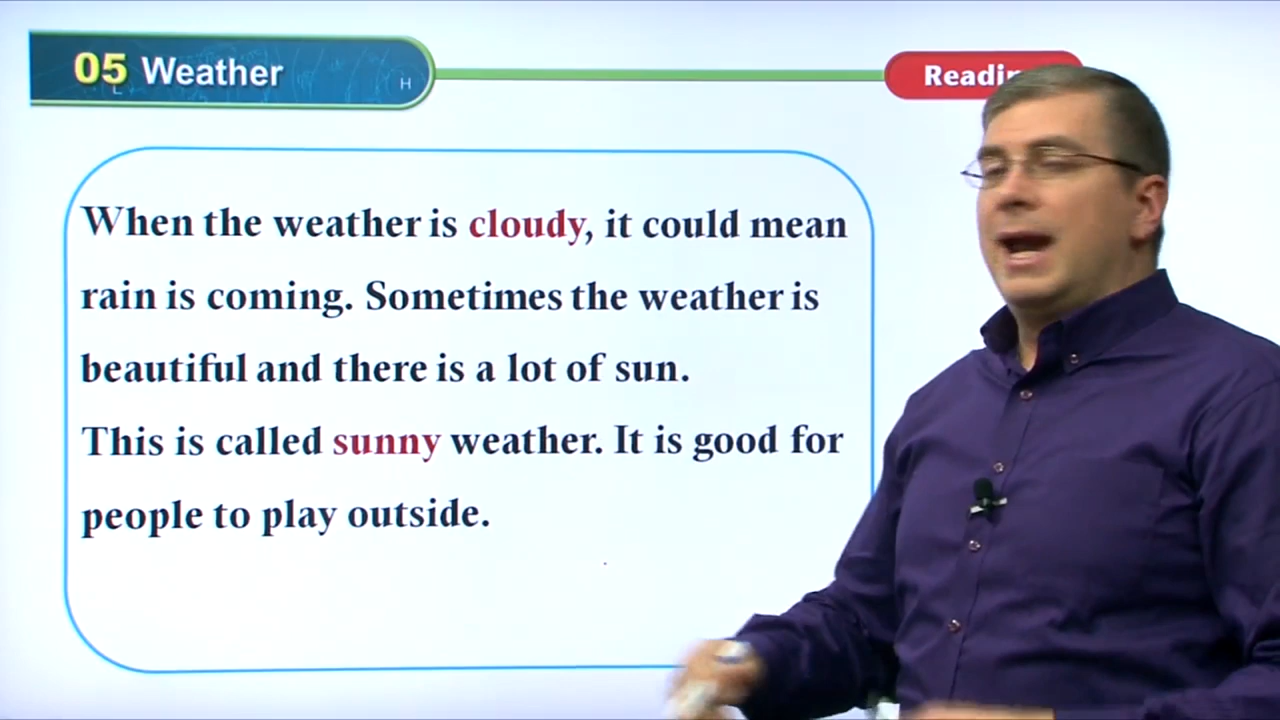 05 Weather
L
H
When the weather is cloudy, it could mean
rain is coming. Sometimes the weather is
beautiful and there is a lot of sun.
This is called sunny weather. It is good for
people to play outside.